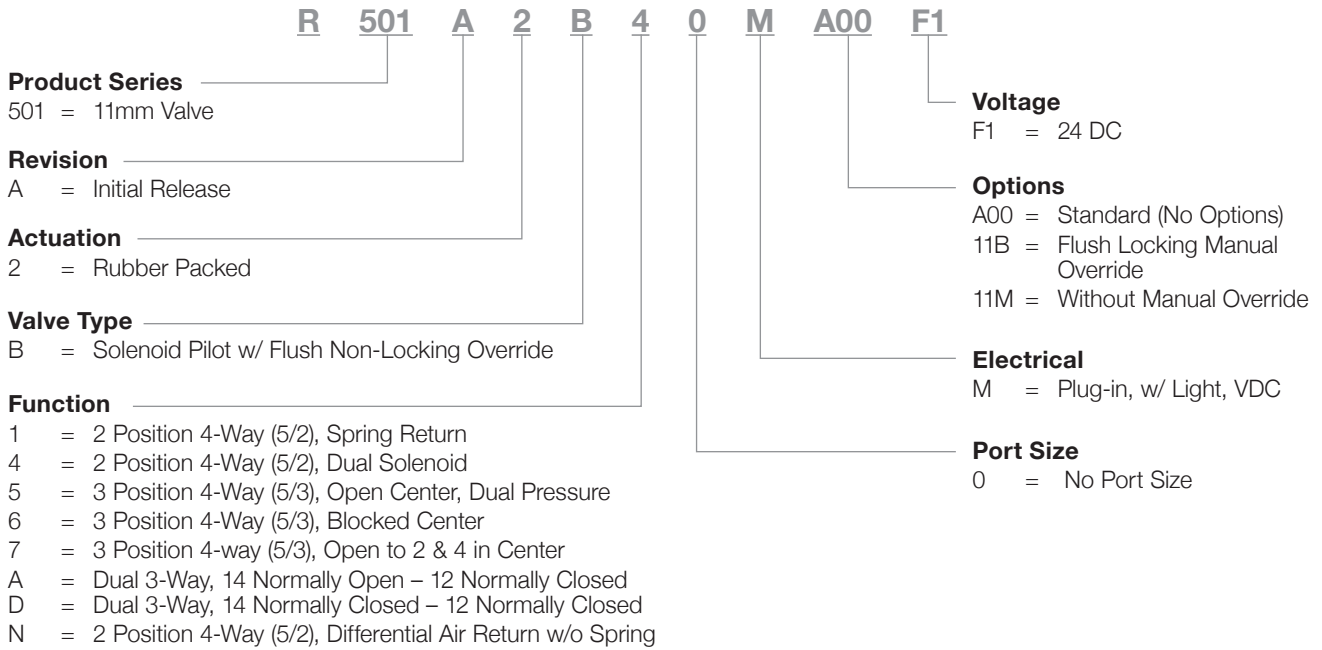 R 501 A 2 B 4 0 M A00 F1
Product Series
501 = 11mm Valve
Revision
A = Initial Release
Actuation
2 = Rubber Packed
Valve Type
B = Solenoid Pilot w/ Flush Non-Locking Override
Function
1 = 2 Position 4-Way (5/2), Spring Return
4 = 2 Position 4-Way (5/2), Dual Solenoid
5 = 3 Position 4-Way (5/3), Open Center, Dual Pressure
6 = 3 Position 4-Way (5/3), Blocked Center
7 = 3 Position 4-way (5/3), Open to 2 & 4 in Center
A = Dual 3-Way, 14 Normally Open – 12 Normally Closed
D = Dual 3-Way, 14 Normally Closed – 12 Normally Closed
N = 2 Position 4-Way (5/2), Differential Air Return w/o Spring
Voltage
F1 = 24 DC
Options
A00 = Standard (No Options)
11B = Flush Locking Manual
Override
11M = Without Manual Override
Electrical
M = Plug-in, w/ Light, VDC
Port Size
0 = No Port Size